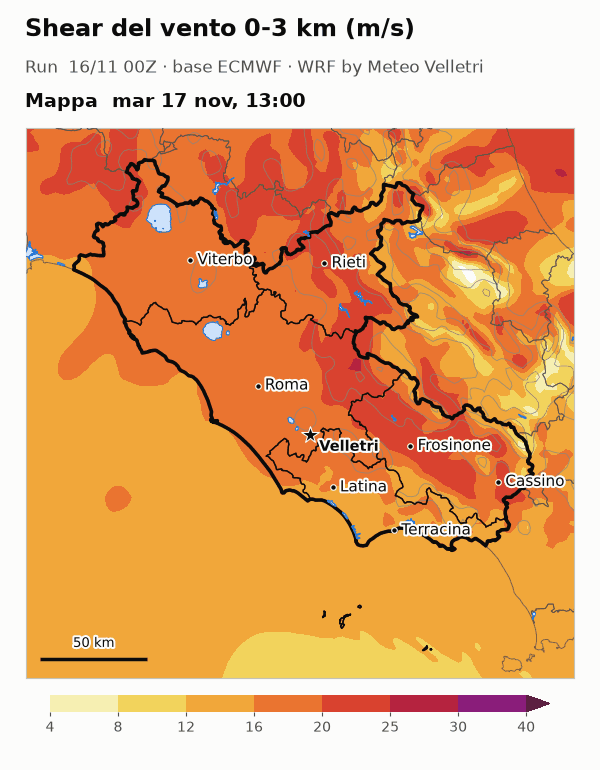 Shear del vento 0-3 km (m/s)
Run 16/11 00Z · base ECMWF · WRF by Meteo Velletri
Mappa mar 17 nov, 13:00
Viterbo
Rieti
Roma
Velletri
Frosinone
Cassino
Latina
Terracina
50 km
4 8 12 16 20 25 30 40